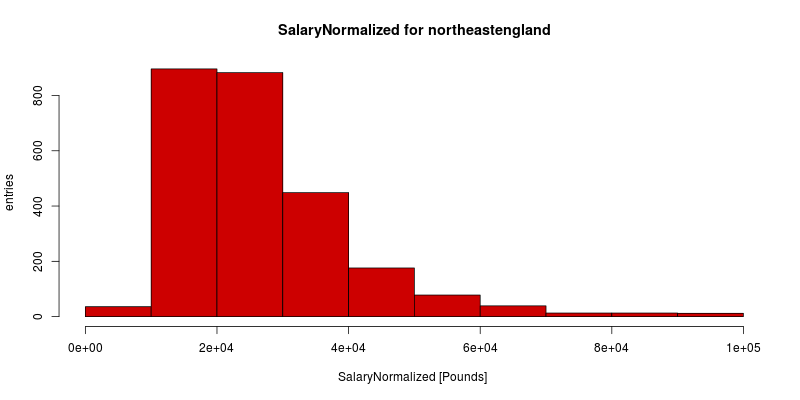 SalaryNormalized for northeastengland
entries
800
600
400
200
0
0e+00 2e+04 4e+04 6e+04 8e+04 1e+05
SalaryNormalized [Pounds]